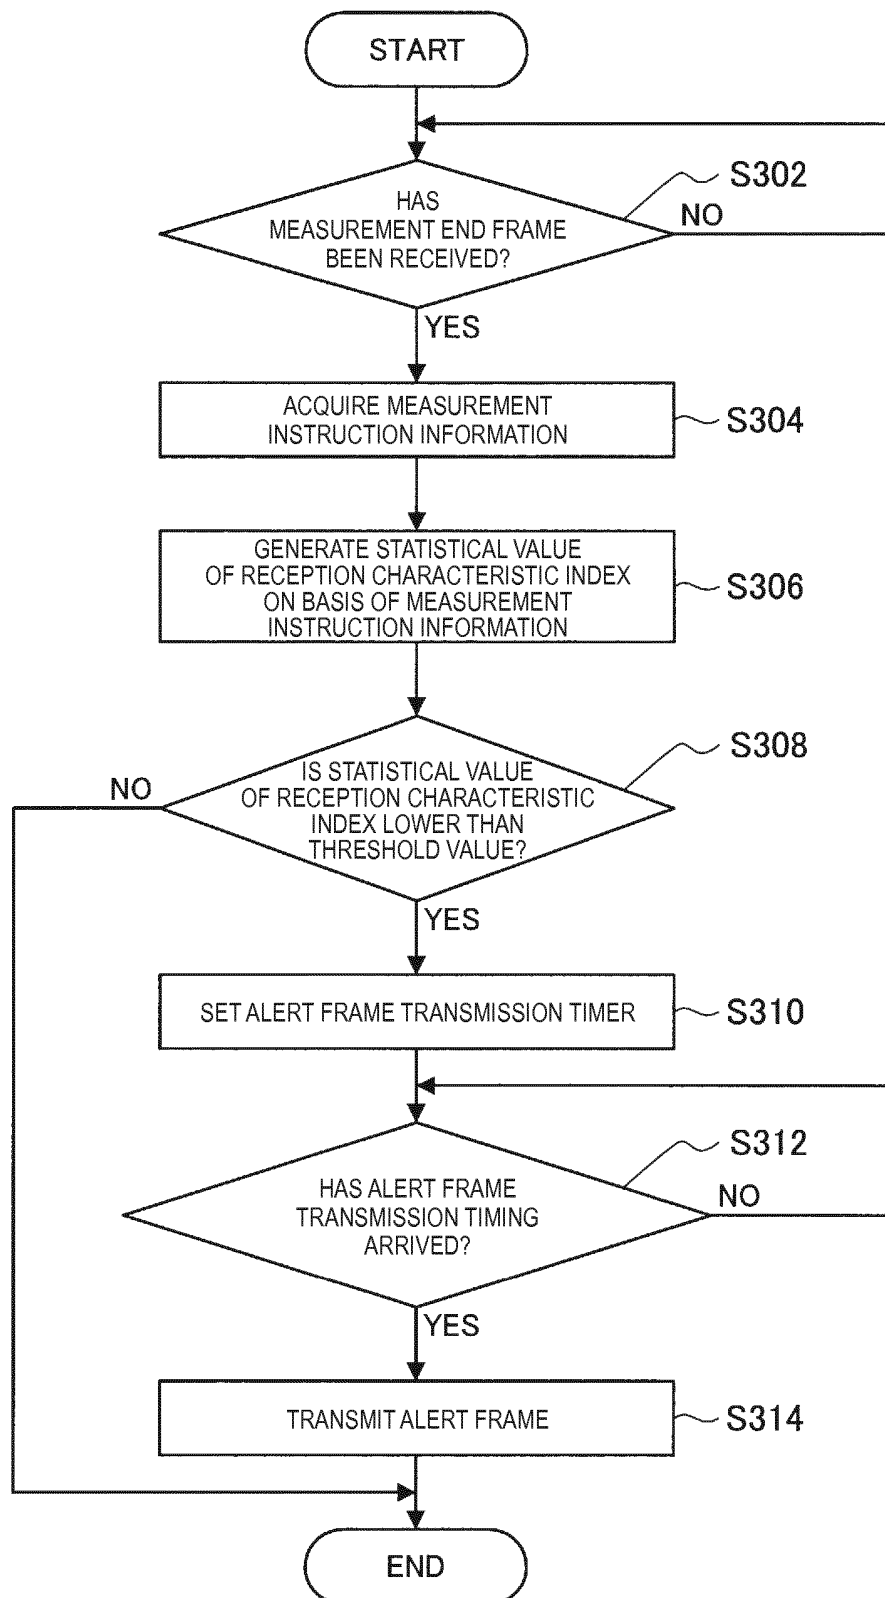 START
S302
HAS
MEASUREMENT END FRAME
BEEN RECEIVED?
NO
YES
ACQUIRE MEASUREMENT
INSTRUCTION INFORMATION
S304
GENERATE STATISTICAL VALUE
OF RECEPTION CHARACTERISTIC INDEX
ON BASIS OF MEASUREMENT
INSTRUCTION INFORMATION
S306
S308
NO
IS STATISTICAL VALUE
OF RECEPTION CHARACTERISTIC
INDEX LOWER THAN
THRESHOLD VALUE?
YES
SET ALERT FRAME TRANSMISSION TIMER
S310
S312
HAS ALERT FRAME
TRANSMISSION TIMING
ARRIVED?
NO
YES
TRANSMIT ALERT FRAME
S314
END